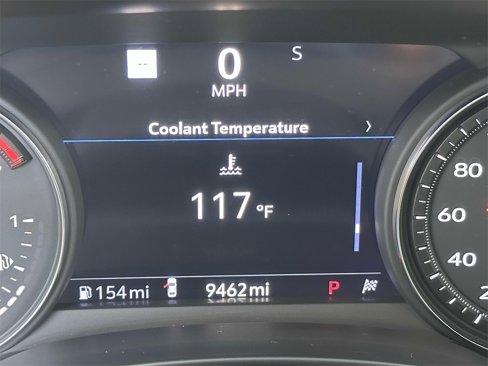 0 S
MPH
Coolant Temperature
117 °F
154 mi 9462 mi P
1
80
60
40